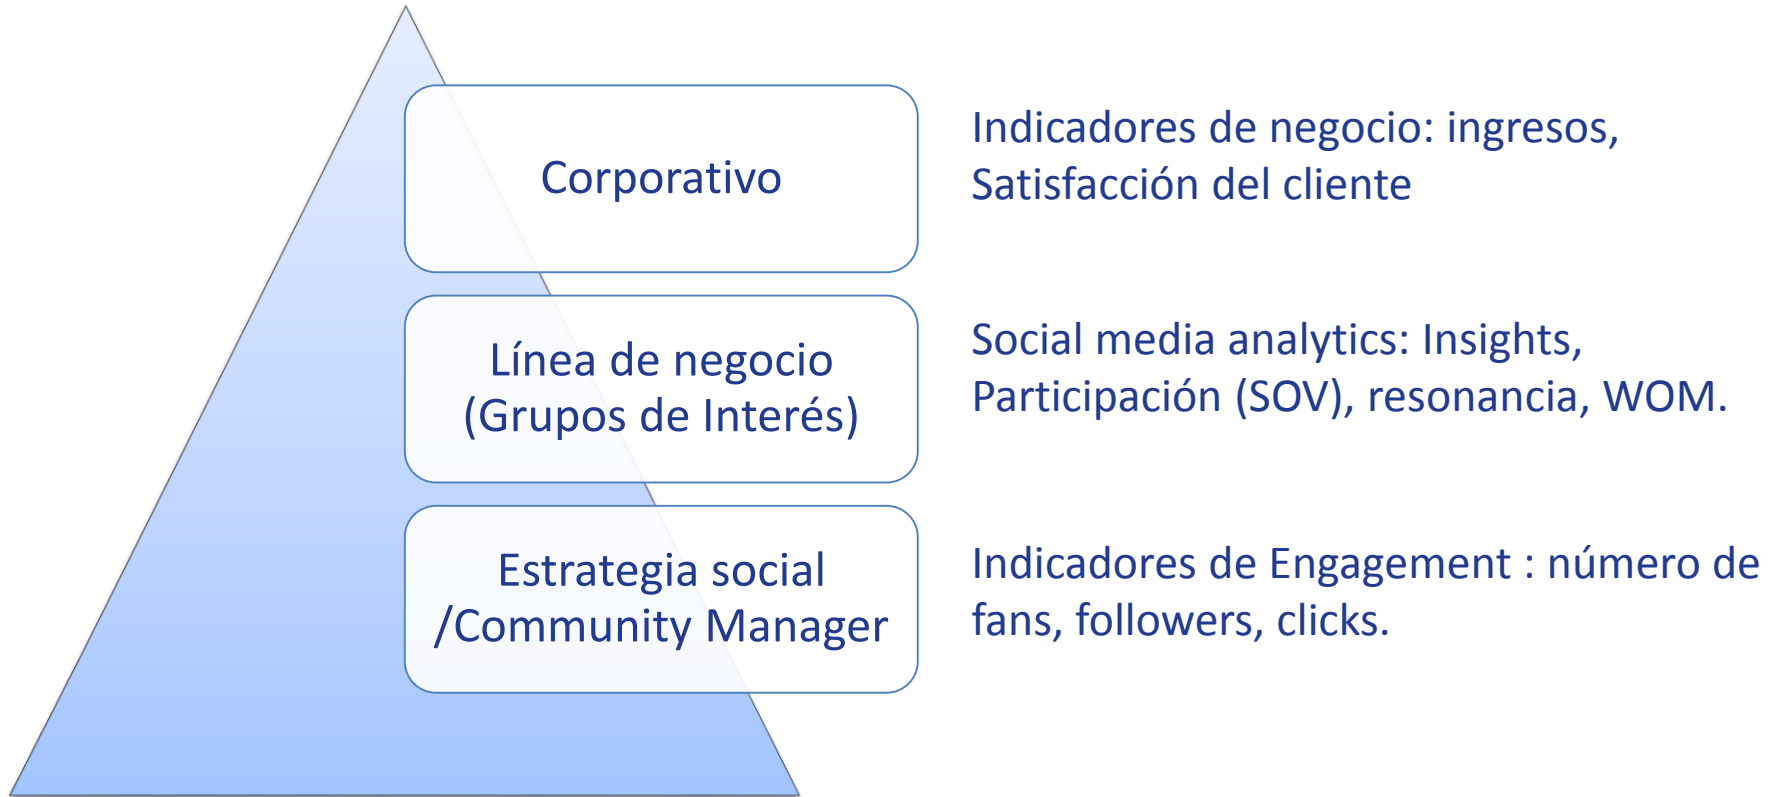 Corporativo
Indicadores de negocio: ingresos,
Satisfacción del cliente
Línea de negocio
(Grupos de Interés)
Social media analytics: Insights,
Participación (SOV), resonancia, WOM.
Estrategia social
/Community Manager
Indicadores de Engagement : número de
fans, followers, clicks.